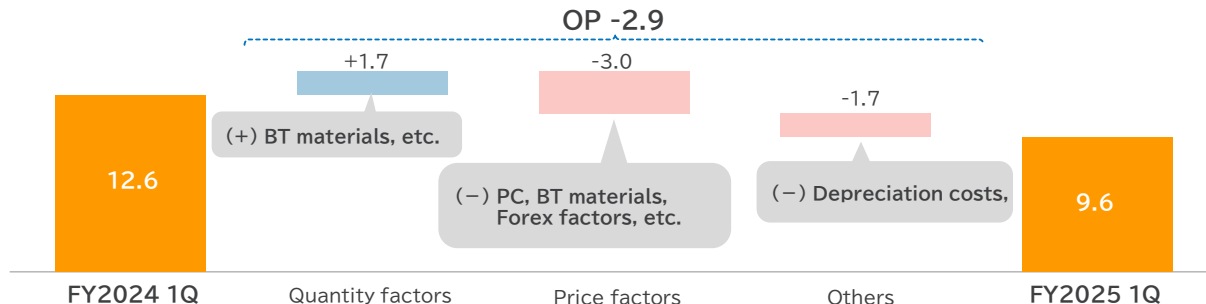 OP -2.9
+1.7
-3.0
-1.7
(+) BT materials, etc.
(−) PC, BT materials,
Forex factors, etc.
(−) Depreciation costs,
12.6
9.6
FY2024 1Q
Quantity factors
Price factors
Others
FY2025 1Q